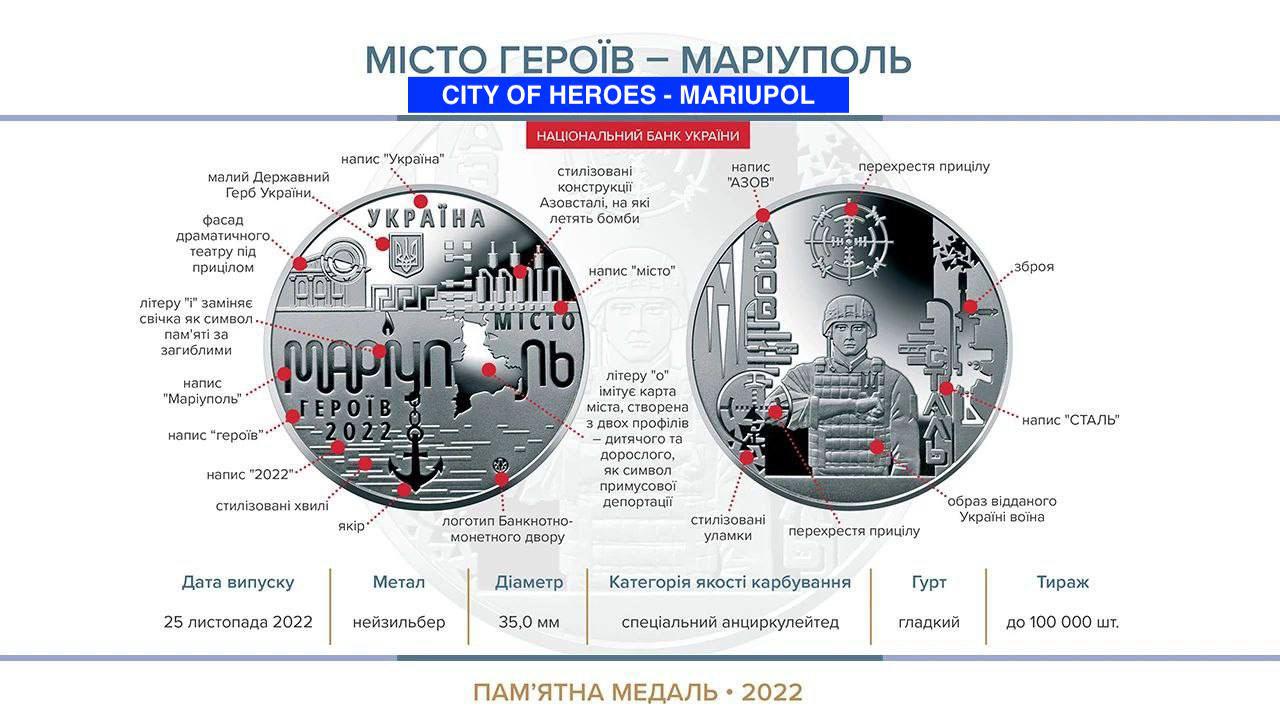 МІСТО ГЕРОЇВ – МАРІУПОЛЬ
CITY OF HEROES - MARIUPOL
НАЦІОНАЛЬНИЙ БАНК УКРАЇНИ
напис "Україна"
малий Державний
Герб України
фасад
драматичного
театру під
прицілом
літеру "і" заміняє
свічка як символ
пам'яті за
загиблими
напис
"Маріуполь"
напис “героїв”
напис "2022"
стилізовані хвилі
якір
стилізовані
конструкції
Азовсталі, на які
летять бомби
напис "місто"
літеру "о"
імітує карта
міста, створена
з двох профілів
– дитячого та
дорослого,
як символ
примусової
депортації
логотип Банкнотно-
монетного двору
УКРАЇНА
МІСТО
МАРІУП ЛЬ
ГЕРОЇВ
2022
напис
"АЗОВ"
перехрестя прицілу
зброя
напис "СТАЛЬ"
образ відданого
Україні воїна
перехрестя прицілу
стилізовані
уламки
АЗОВ
СТАЛЬ
Дата випуску
Метал
Діаметр
Категорія якості карбування
Гурт
Тираж
25 листопада 2022
нейзильбер
35,0 мм
спеціальний анциркулейтед
гладкий
до 100 000 шт.
ПАМ’ЯТНА МЕДАЛЬ • 2022